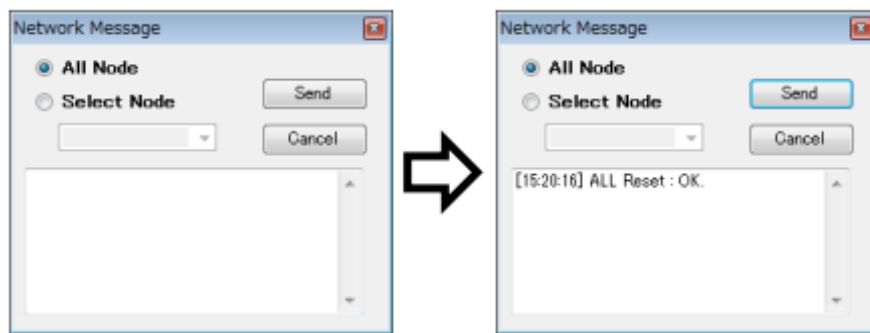 Network Message
All Node
Select Node
Send
Cancel
Network Message
All Node
Select Node
Send
Cancel
[15:20:16] ALL Reset : OK.